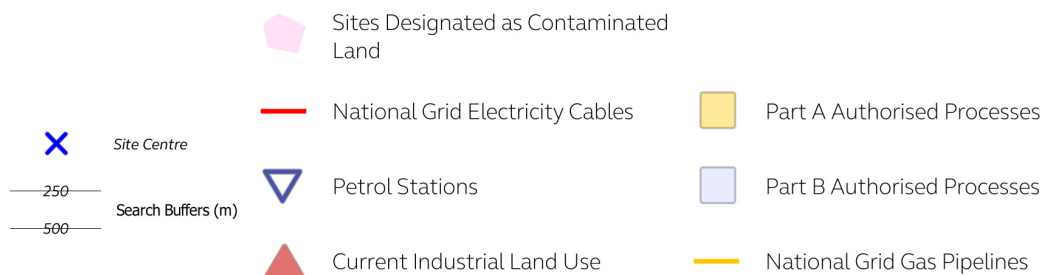 Sites Designated as Contaminated
Land
National Grid Electricity Cables
Part A Authorised Processes
Site Centre
Petrol Stations
Part B Authorised Processes
250
Search Buffers (m)
500
Current Industrial Land Use
National Grid Gas Pipelines